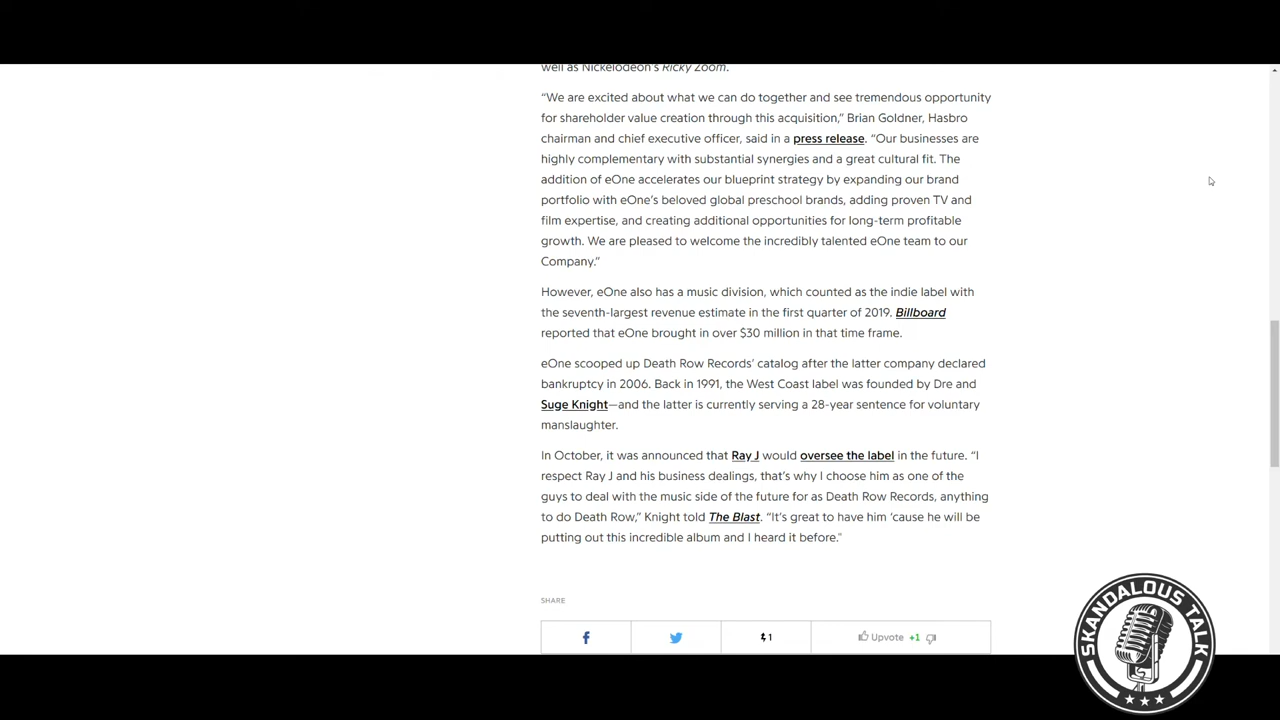 well as Nickelodeon's Ricky Zoom.
“We are excited about what we can do together and see tremendous opportunity
for shareholder value creation through this acquisition,” Brian Goldner, Hasbro
chairman and chief executive officer, said in a press release. “Our businesses are
highly complementary with substantial synergies and a great cultural fit. The
addition of eOne accelerates our blueprint strategy by expanding our brand
portfolio with eOne’s beloved global preschool brands, adding proven TV and
film expertise, and creating additional opportunities for long-term profitable
growth. We are pleased to welcome the incredibly talented eOne team to our
Company.”
However, eOne also has a music division, which counted as the indie label with
the seventh-largest revenue estimate in the first quarter of 2019. Billboard
reported that eOne brought in over $30 million in that time frame.
eOne scooped up Death Row Records’ catalog after the latter company declared
bankruptcy in 2006. Back in 1991, the West Coast label was founded by Dre and
Suge Knight—and the latter is currently serving a 28-year sentence for voluntary
manslaughter.
In October, it was announced that Ray J would oversee the label in the future. “I
respect Ray J and his business dealings, that’s why I choose him as one of the
guys to deal with the music side of the future for as Death Row Records, anything
to do Death Row,” Knight told The Blast. “It’s great to have him ‘cause he will be
putting out this incredible album and I heard it before."
SHARE
1
Upvote +1
SKANDALOUS TALK